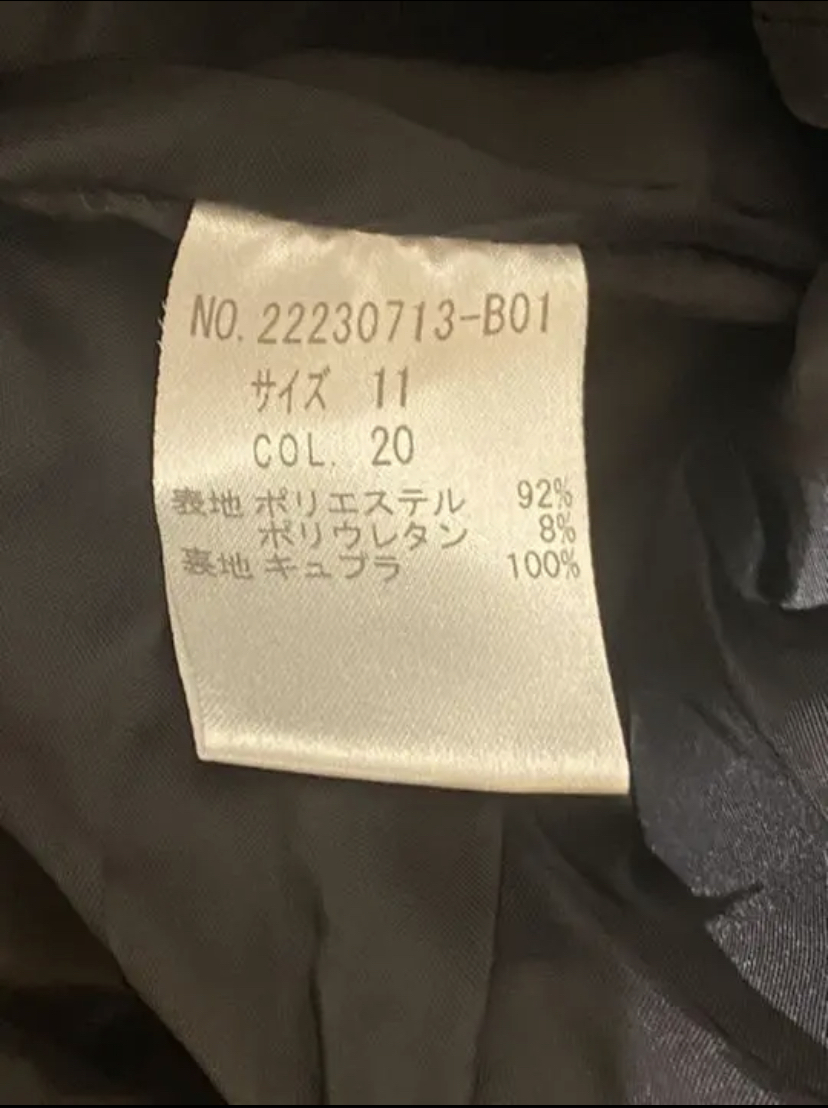 NO. 22230713-B01
サイズ 11
COL. 20
表地 ポリエステル 92%
ポリウレタン 8%
裏地 キュプラ 100%